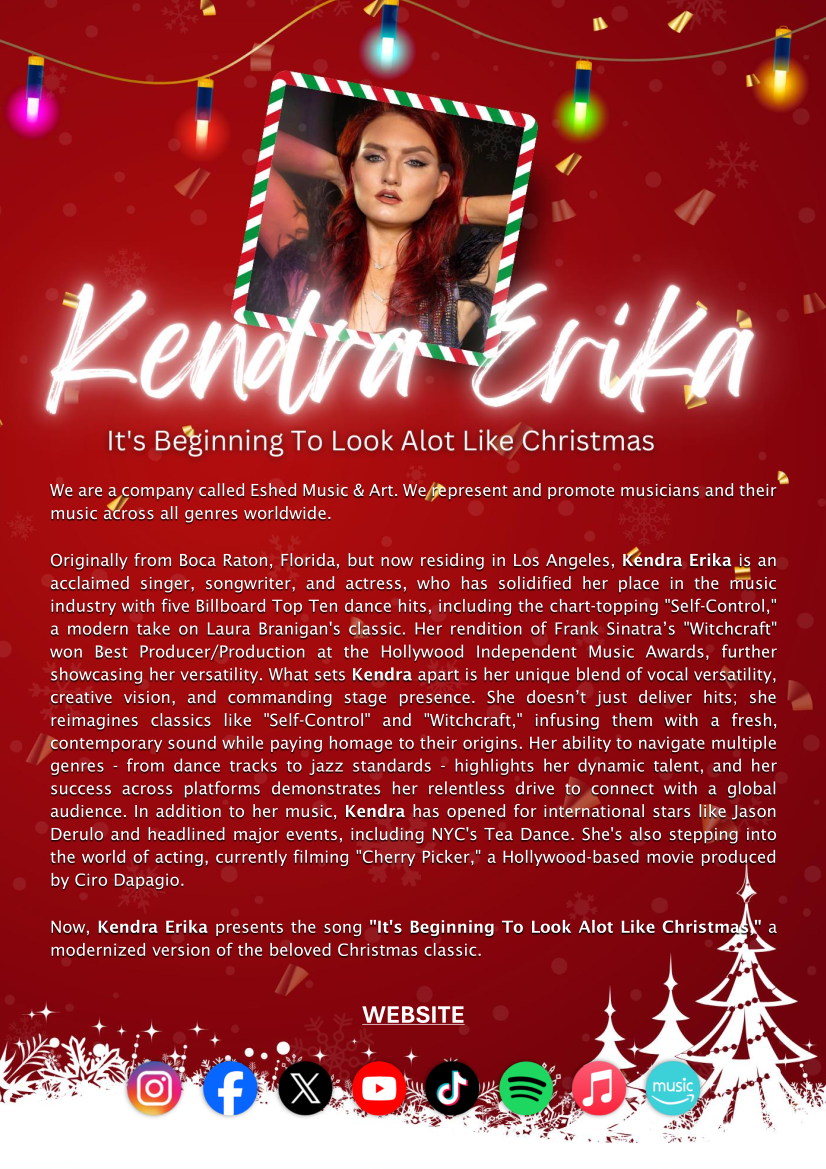 Kendra Erika
It's Beginning To Look Alot Like Christmas
We are a company called Eshed Music & Art. We represent and promote musicians and their
music across all genres worldwide.
Originally from Boca Raton, Florida, but now residing in Los Angeles, Kendra Erika is an
acclaimed singer, songwriter, and actress, who has solidified her place in the music
industry with five Billboard Top Ten dance hits, including the chart-topping "Self-Control,"
a modern take on Laura Branigan's classic. Her rendition of Frank Sinatra’s "Witchcraft"
won Best Producer/Production at the Hollywood Independent Music Awards, further
showcasing her versatility. What sets Kendra apart is her unique blend of vocal versatility,
creative vision, and commanding stage presence. She doesn’t just deliver hits; she
reimagines classics like "Self-Control" and "Witchcraft," infusing them with a fresh,
contemporary sound while paying homage to their origins. Her ability to navigate multiple
genres - from dance tracks to jazz standards - highlights her dynamic talent, and her
success across platforms demonstrates her relentless drive to connect with a global
audience. In addition to her music, Kendra has opened for international stars like Jason
Derulo and headlined major events, including NYC's Tea Dance. She's also stepping into
the world of acting, currently filming "Cherry Picker," a Hollywood-based movie produced
by Ciro Dapagio.
Now, Kendra Erika presents the song "It's Beginning To Look Alot Like Christmas," a
modernized version of the beloved Christmas classic.
WEBSITE
music